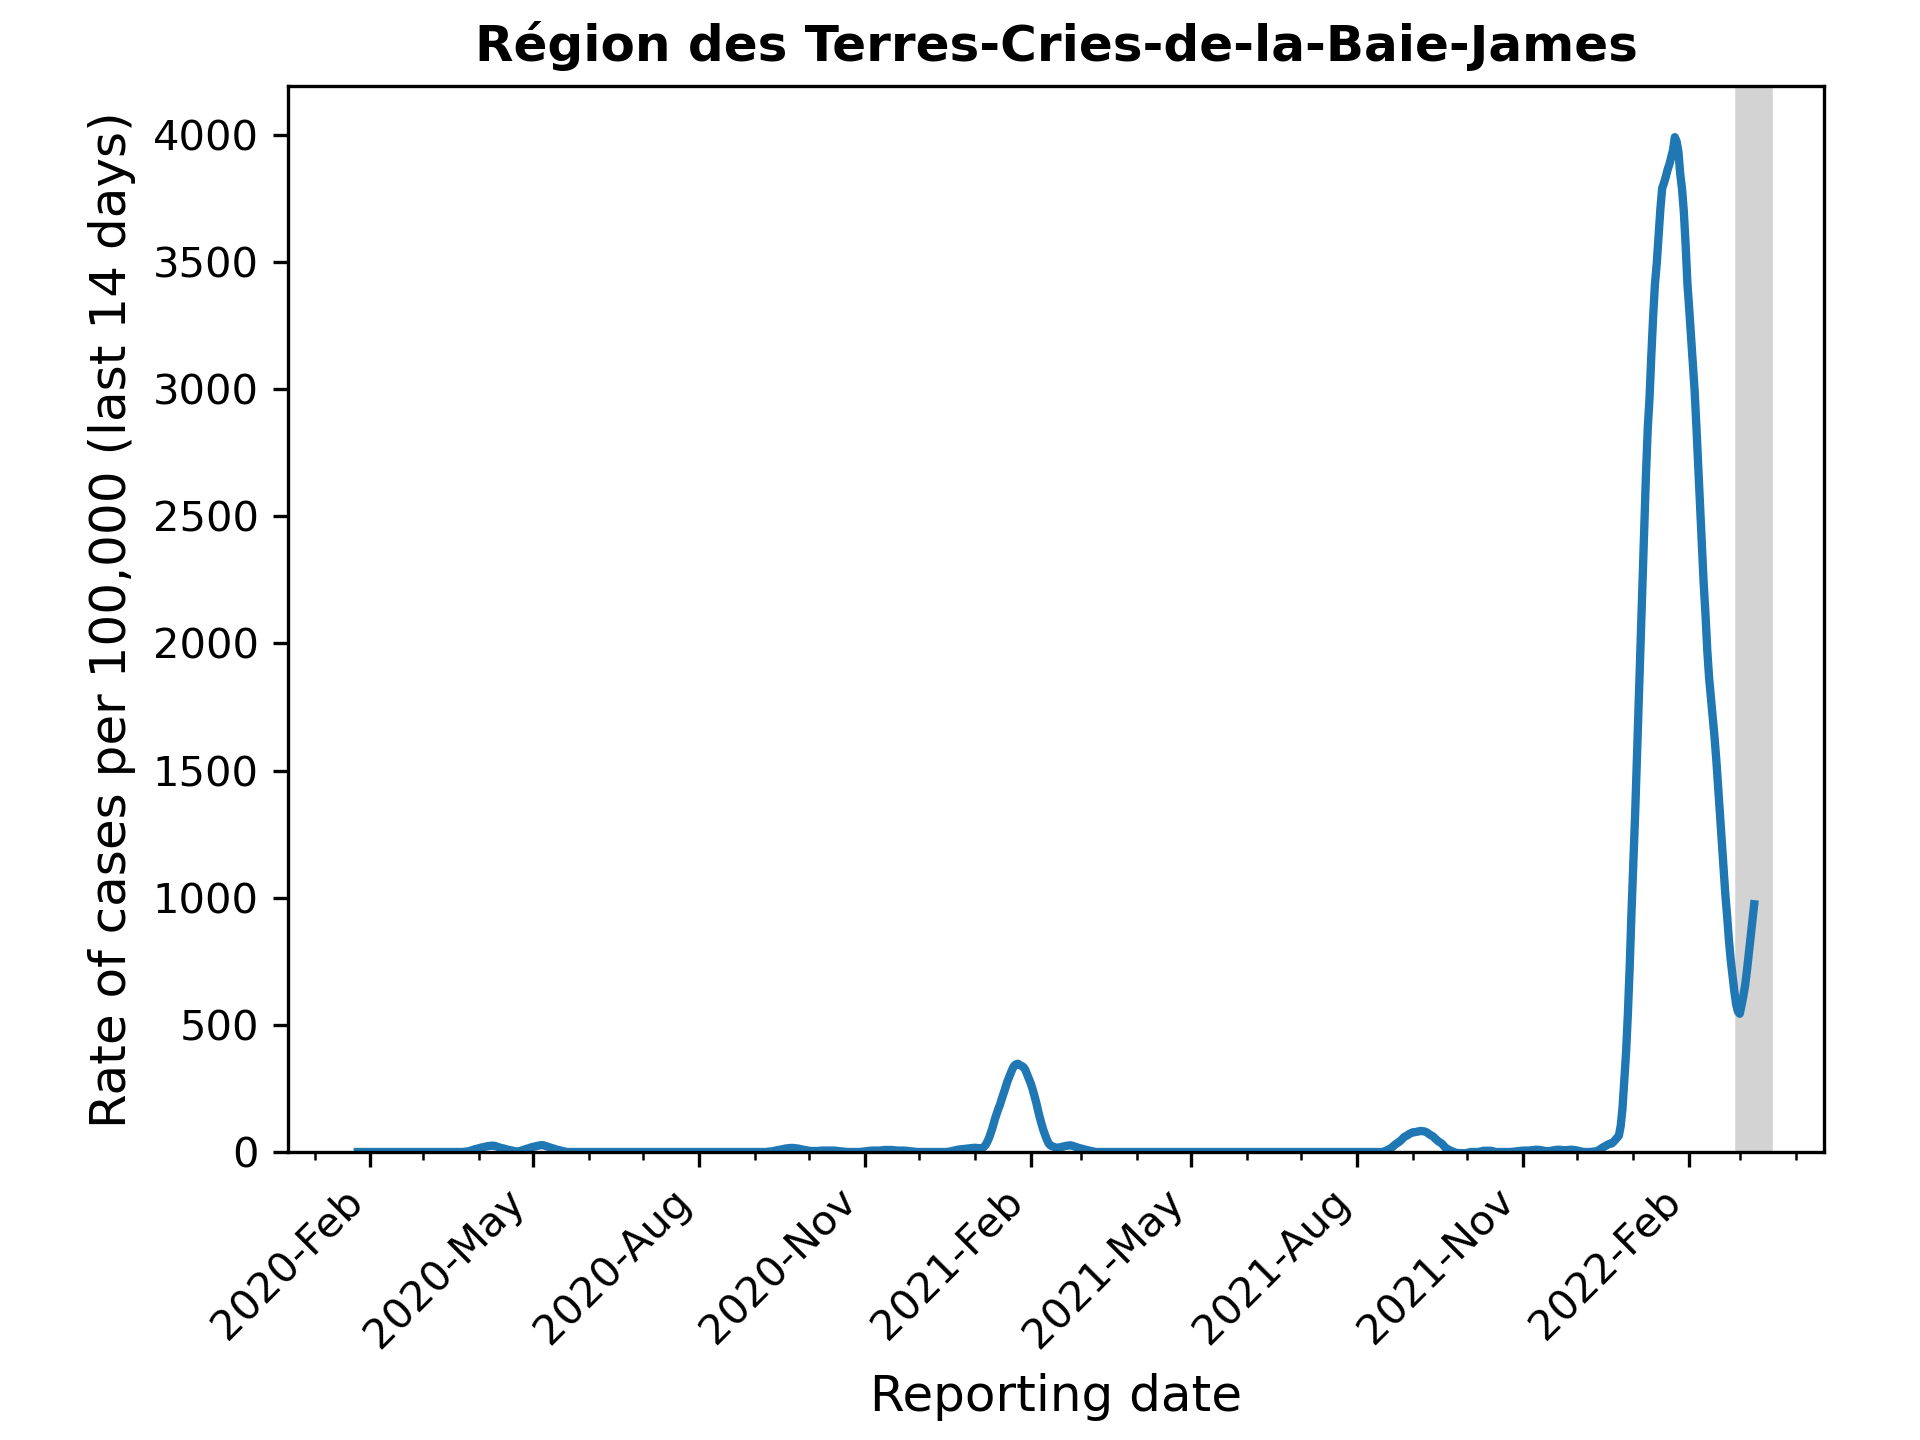 Région des Terres-Cries-de-la-Baie-James
Rate of cases per 100,000 (last 14 days)
4000
3500
3000
2500
2000
1500
1000
500
0
2020-Feb
2020-May
2020-Aug
2020-Nov
2021-Feb
2021-May
2021-Aug
2021-Nov
2022-Feb
Reporting date